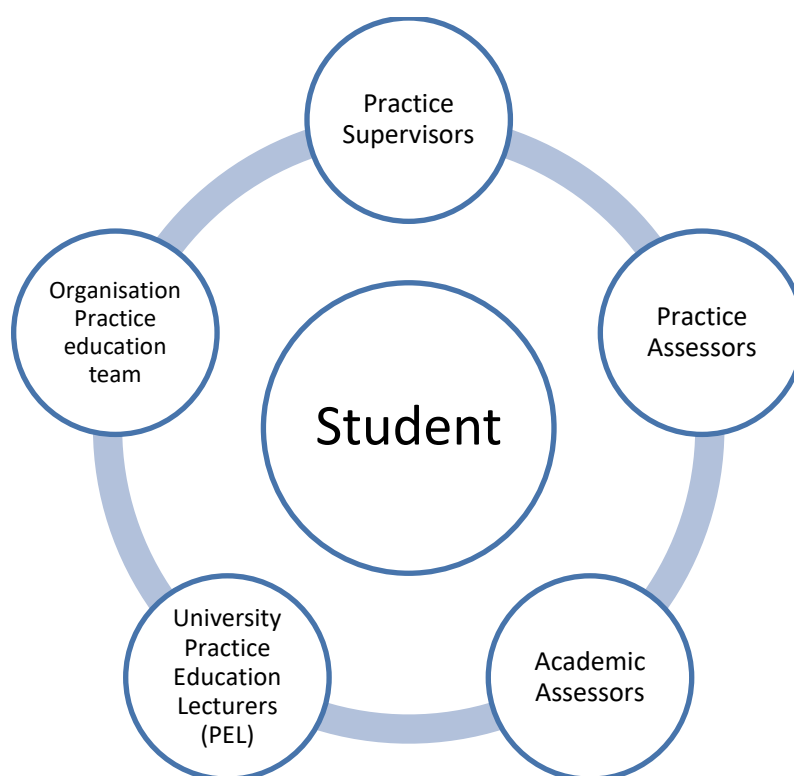 Practice
Supervisors
Organisation
Practice
education
team
Practice
Assessors
Student
University
Practice
Education
Lecturers
(PEL)
Academic
Assessors